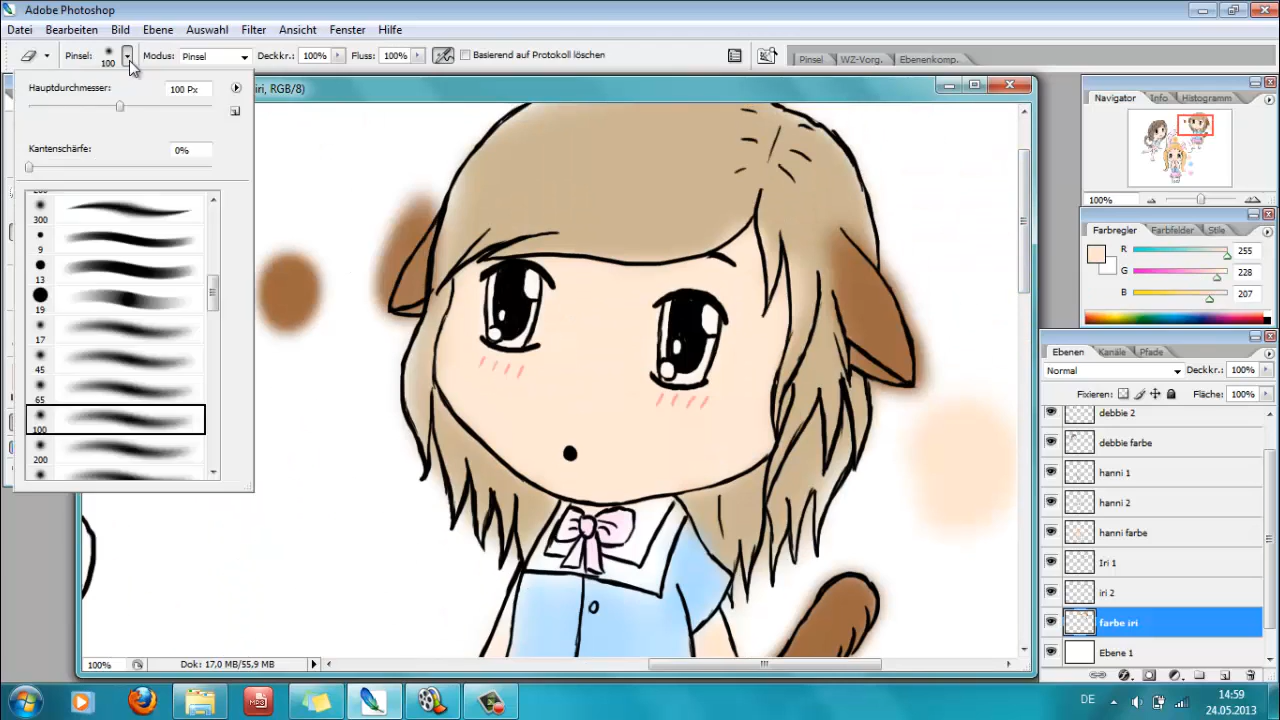 Adobe Photoshop
Datei Bearbeiten Bild Ebene Auswahl Filter Ansicht Fenster Hilfe
Pinsel: 100 Modus: Pinsel Deckkr.: 100% Fluss: 100% Basierend auf Protokoll löschen
Pinsel WZ-Vorg. Ebenenkomp.
Hauptdurchmesser: 100 Px
Kantenschärfe: 0%
300
9
13
19
17
45
65
100
200
iri, RGB/8)
100% Dok: 17,0 MB/55,9 MB
Navigator Info Histogramm
100%
Farbregler Farbfelder Stile
R 255
G 228
B 207
Ebenen Kanäle Pfade
Normal Deckkr.: 100%
Fixieren: Fläche: 100%
debbie 2
debbie farbe
hanni 1
hanni 2
hanni farbe
Iri 1
iri 2
farbe iri
Ebene 1
DE 14:59
24.05.2013